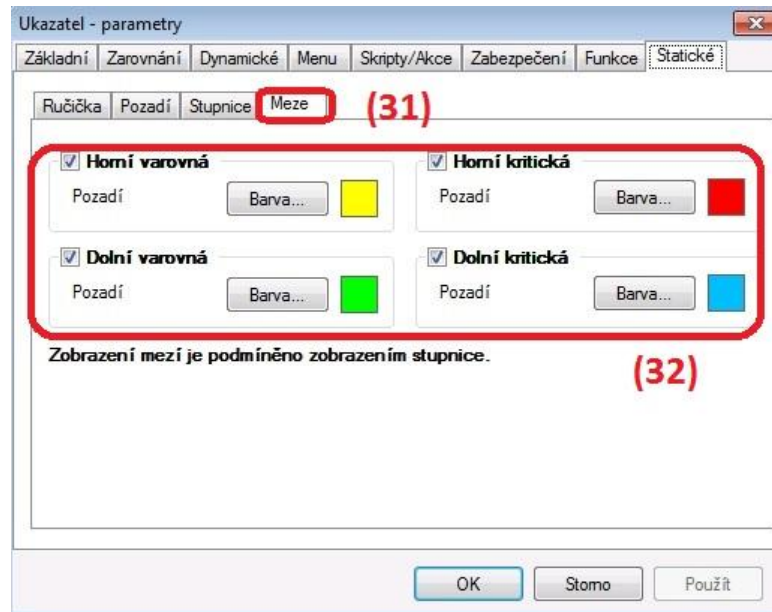 Ukazatel - parametry
Základní Zarovnání Dynamické Menu Skripty/Akce Zabezpečení Funkce Statické
Ručička Pozadí Stupnice Meze (31)
Horní varovná Horní kritická
Pozadí Barva... Pozadí Barva...
Dolní varovná Dolní kritická
Pozadí Barva... Pozadí Barva...
Zobrazení mezí je podmíněno zobrazením stupnice.
(32)
OK Storno Použít